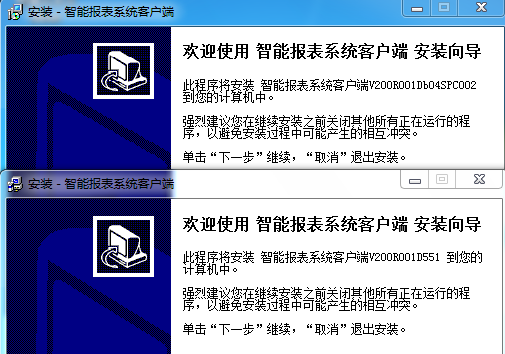 安装 - 智能报表系统客户端
欢迎使用 智能报表系统客户端 安装向导
此程序将安装 智能报表系统客户端V200R001Db04SPC002
到您的计算机中。
强烈建议您在继续安装之前关闭其他所有正在运行的程
序，以避免安装过程中可能产生的相互冲突。
单击“下一步”继续，“取消”退出安装。
安装 - 智能报表系统客户端
欢迎使用 智能报表系统客户端 安装向导
此程序将安装 智能报表系统客户端V200R001D551 到您的
计算机中。
强烈建议您在继续安装之前关闭其他所有正在运行的程
序，以避免安装过程中可能产生的相互冲突。
单击“下一步”继续，“取消”退出安装。